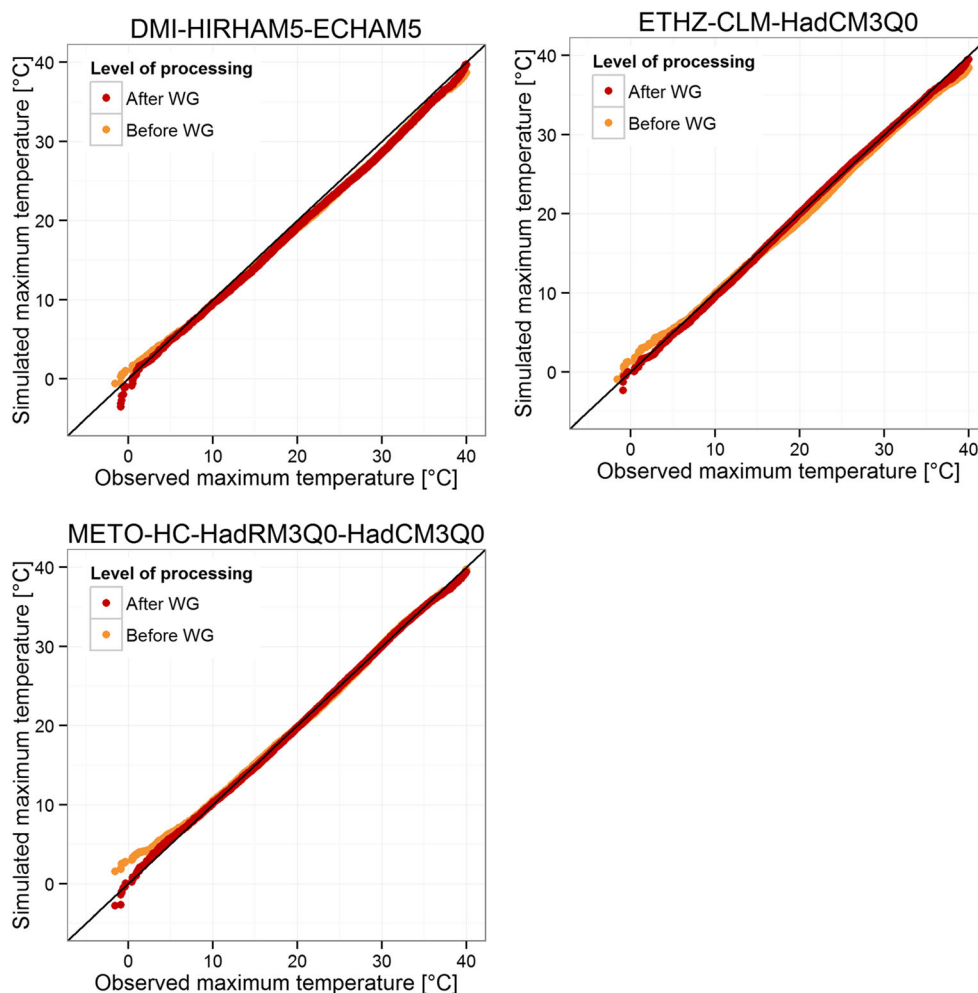 DMI-HIRHAM5-ECHAM5
Simulated maximum temperature [°C]
40
30
20
10
0
Level of processing
After WG
Before WG
0 10 20 30 40
Observed maximum temperature [°C]
ETHZ-CLM-HadCM3Q0
Simulated maximum temperature [°C]
40
30
20
10
0
Level of processing
After WG
Before WG
0 10 20 30 40
Observed maximum temperature [°C]
METO-HC-HadRM3Q0-HadCM3Q0
Simulated maximum temperature [°C]
40
30
20
10
0
Level of processing
After WG
Before WG
0 10 20 30 40
Observed maximum temperature [°C]